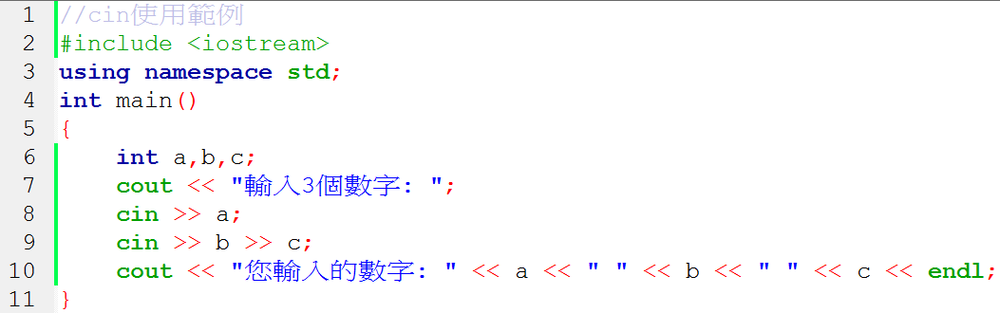 1 //cin使用範例
2 #include <iostream>
3 using namespace std;
4 int main()
5 {
6     int a,b,c;
7     cout << "輸入3個數字: ";
8     cin >> a;
9     cin >> b >> c;
10     cout << "您輸入的數字: " << a << " " << b << " " << c << endl;
11 }